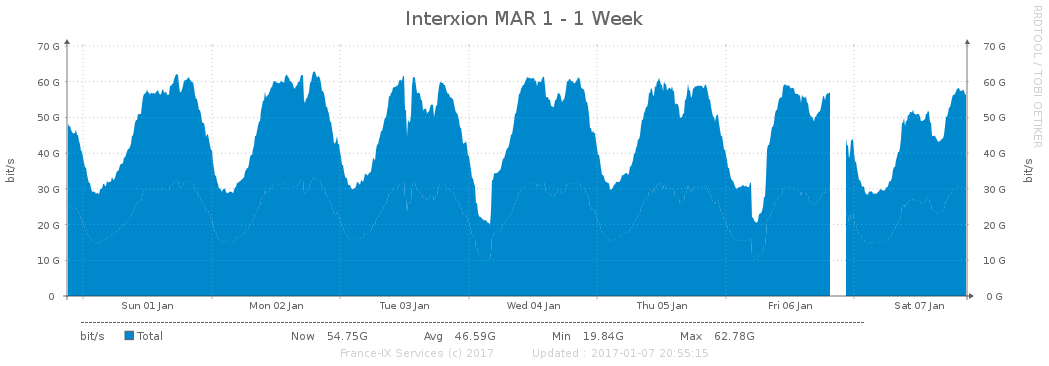 Interxion MAR 1 - 1 Week
RRDTOOL / TOBI OETIKER
bit/s
bit/s
70 G 70 G
60 G 60 G
50 G 50 G
40 G 40 G
30 G 30 G
20 G 20 G
10 G 10 G
0 0 G
Sun 01 Jan Mon 02 Jan Tue 03 Jan Wed 04 Jan Thu 05 Jan Fri 06 Jan Sat 07 Jan
bit/s Total Now 54.75G Avg 46.59G Min 19.84G Max 62.78G
France-IX Services (c) 2017 Updated : 2017-01-07 20:55:15